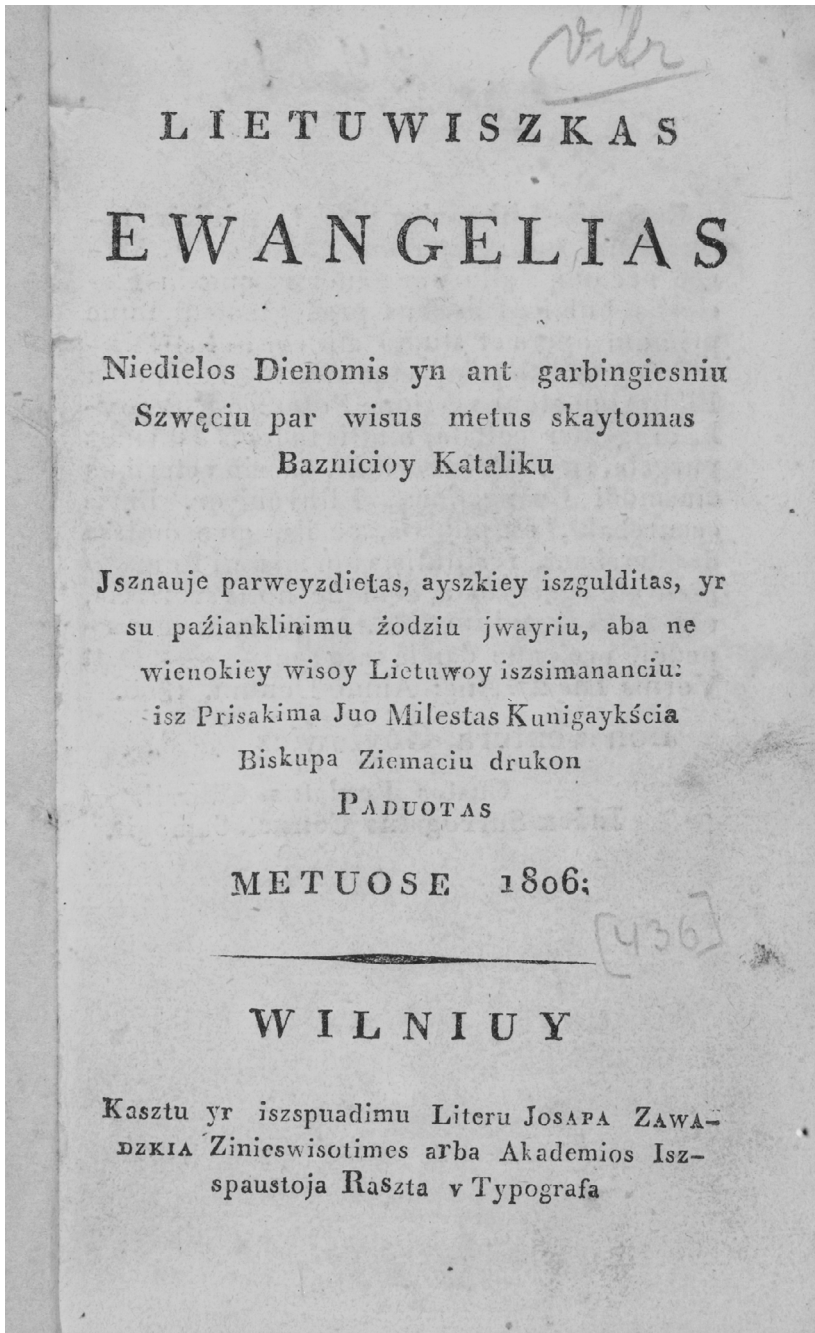 LIETUWISZKAS
EWANGELIAS
Niedielos Dienomis yn ant garbingiesniu
Szwęciu par wisus metus skaytomas
Baznicioy Kataliku
Jsznauje parweyzdietas, ayszkiey iszgulditas, yr
su paźianklinimu źodziu jwayriu, aba ne
wienokiey wisoy Lietuwoy iszsimananciu:
isz Prisakima Juo Milestas Kunigaykścia
Biskupa Ziemaciu drukon
PADUOTAS
METUOSE 1806;
[436]
WILNIUY
Kasztu yr iszspuadimu Literu JOSAPA ZAWA-
DZKIA Zinieswisotimes arba Akademios Isz-
spaustoja Raszta v Typografa